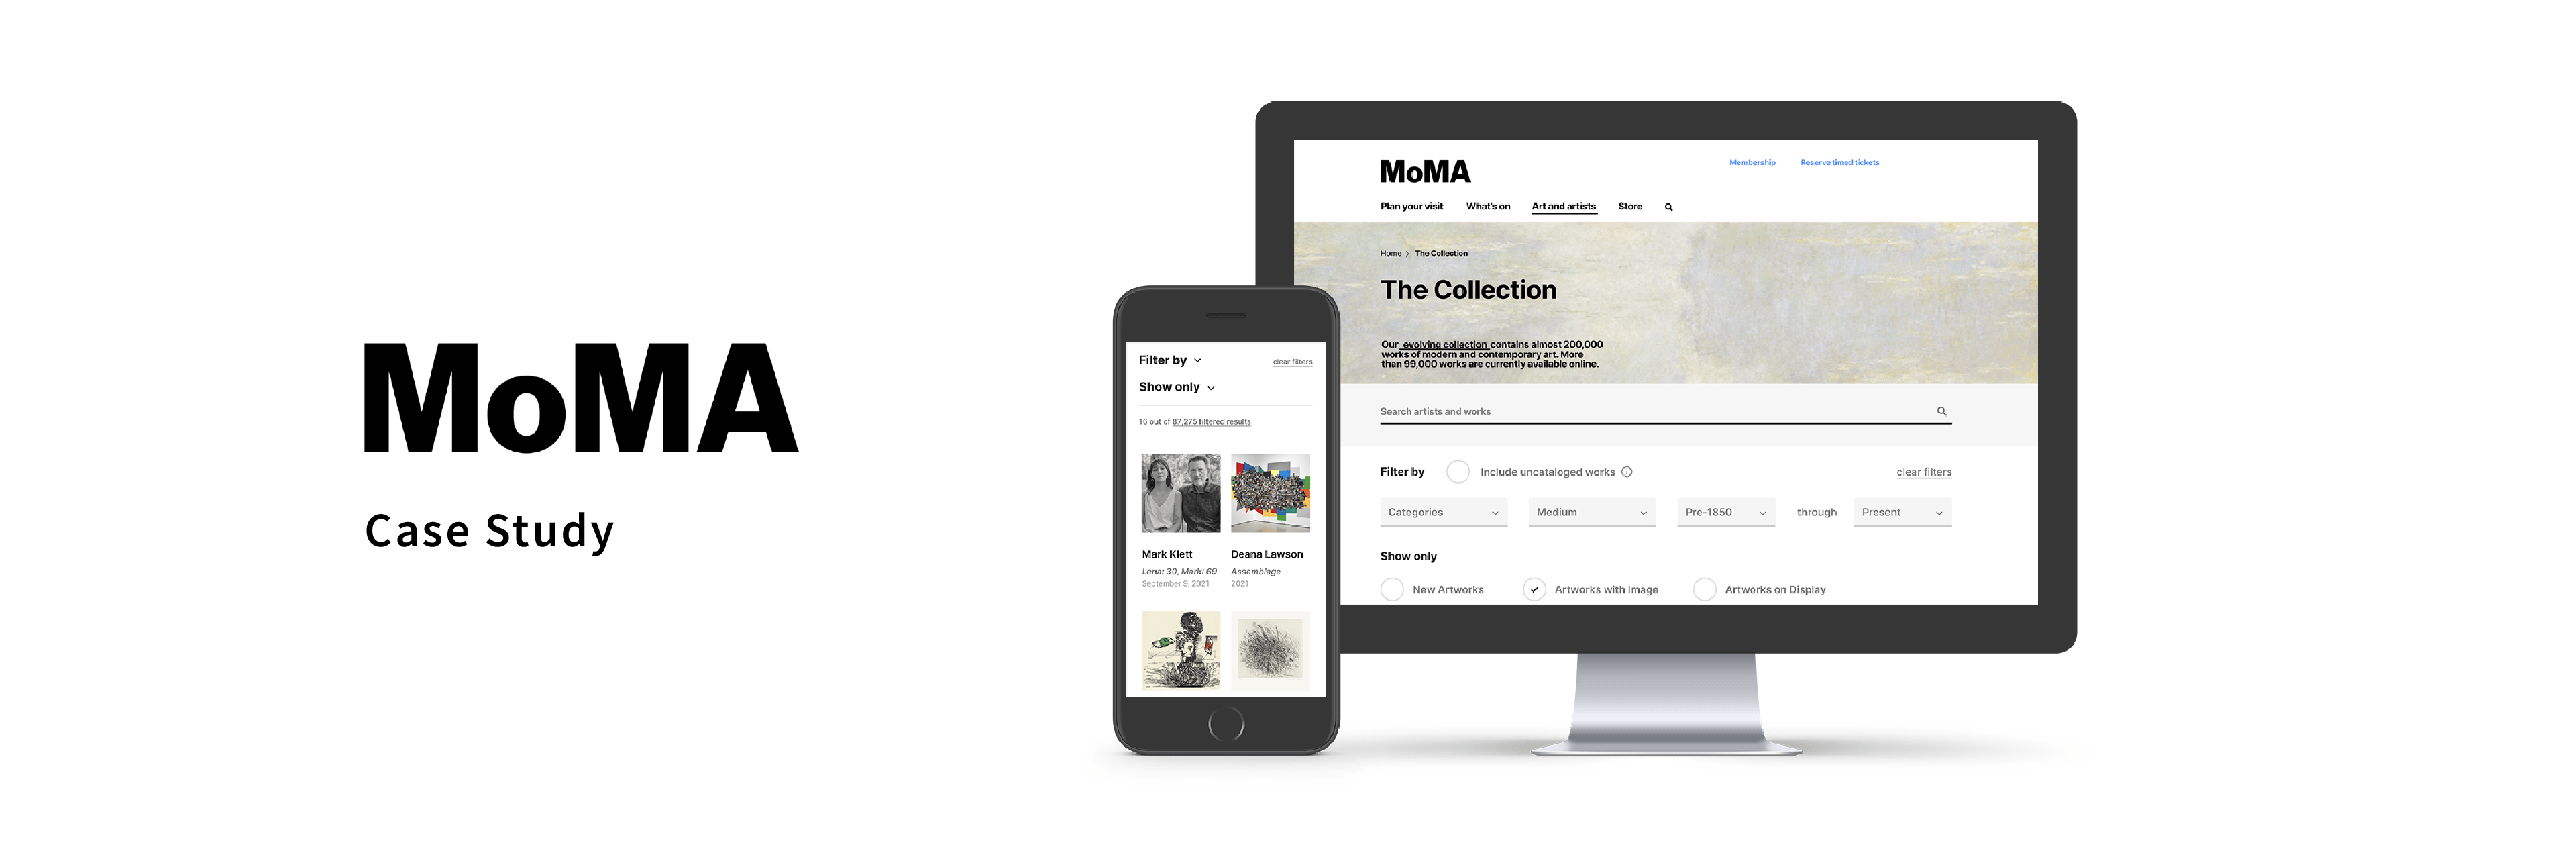 MoMA
Case Study
Filter by
clear filters
Show only
16 out of 87,275 filtered results
Mark Klett
Lena: 30, Mark: 69
September 9, 2021
Deana Lawson
Assemblage
2021
MoMA
Membership
Reserve timed tickets
Plan your visit
What's on
Art and artists
Store
Home > The Collection
The Collection
Our evolving collection contains almost 200,000
works of modern and contemporary art. More
than 99,000 works are currently available online.
Search artists and works
Filter by
Include uncataloged works
clear filters
Categories
Medium
Pre-1850
through
Present
Show only
New Artworks
Artworks with Image
Artworks on Display